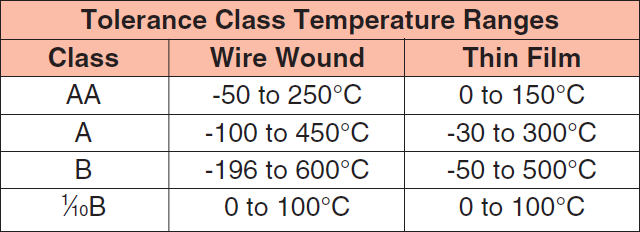 Tolerance Class Temperature Ranges
Class Wire Wound Thin Film
AA -50 to 250°C 0 to 150°C
A -100 to 450°C -30 to 300°C
B -196 to 600°C -50 to 500°C
⅒B 0 to 100°C 0 to 100°C